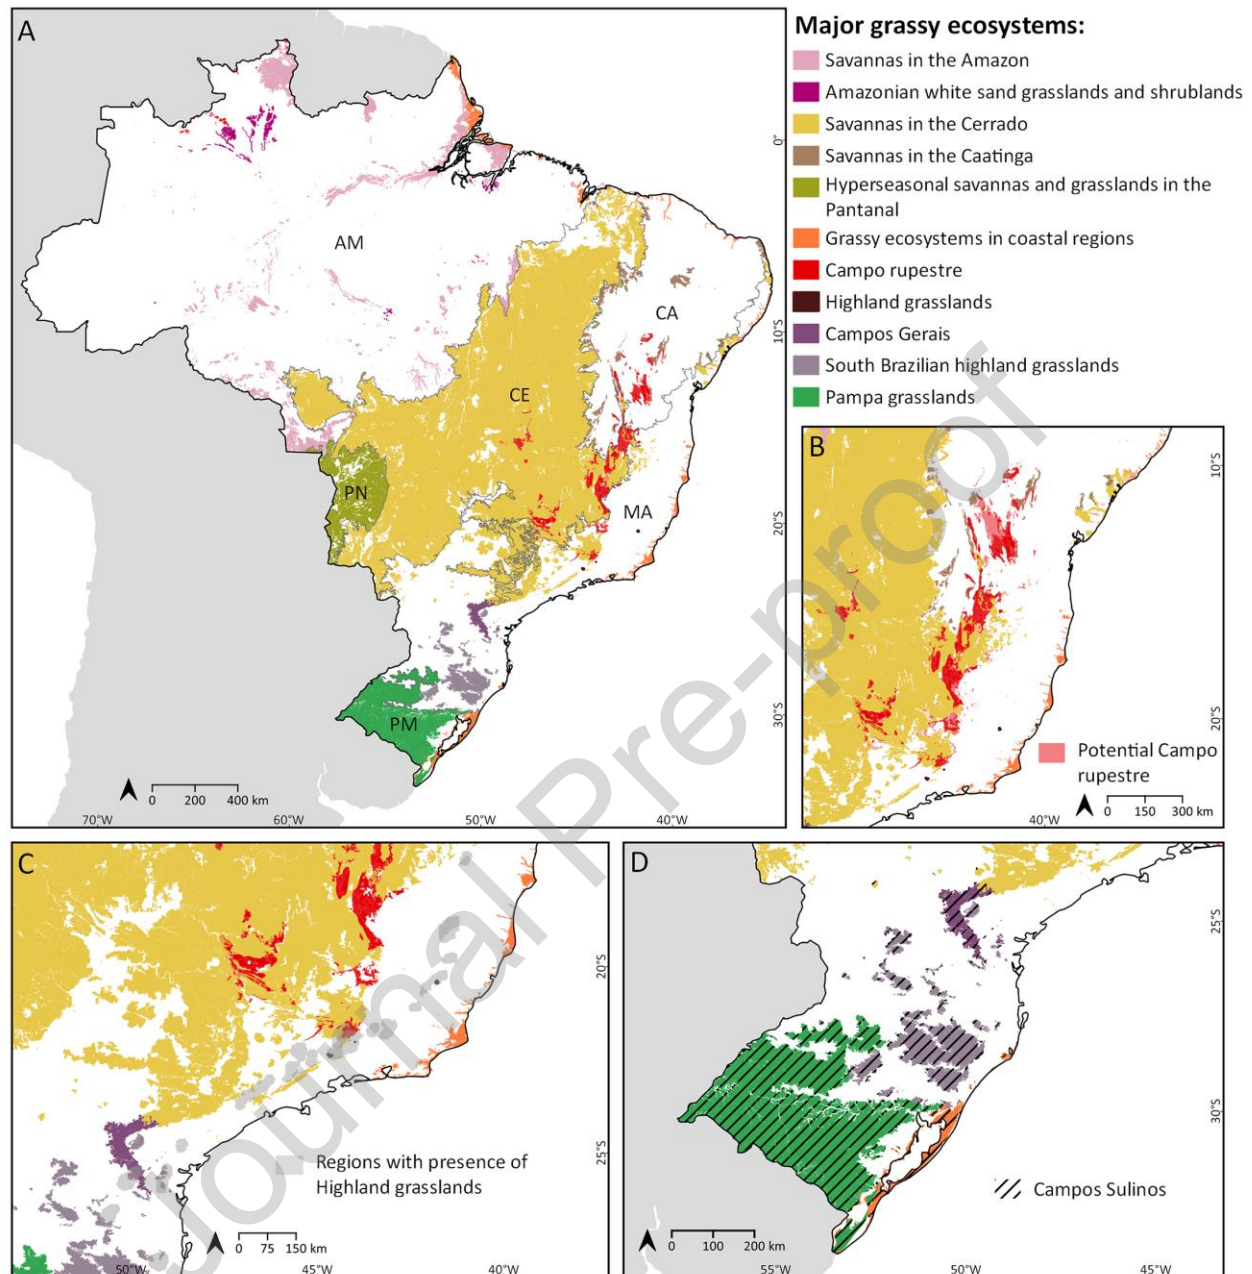 A
Major grassy ecosystems:
Savannas in the Amazon
Amazonian white sand grasslands and shrublands
Savannas in the Cerrado
Savannas in the Caatinga
Hyperseasonal savannas and grasslands in the
Pantanal
Grassy ecosystems in coastal regions
Campo rupestre
Highland grasslands
Campos Gerais
South Brazilian highland grasslands
Pampa grasslands
AM
CA
CE
PN
MA
PM
0°
10°S
20°S
30°S
0 200 400 km
70°W 60°W 50°W 40°W
B
10°S
20°S
Potential Campo
rupestre
0 150 300 km
40°W
C
20°S
25°S
Regions with presence of
Highland grasslands
0 75 150 km
50°W 45°W 40°W
D
25°S
30°S
Campos Sulinos
0 100 200 km
55°W 50°W 45°W
Journal Pre-proof